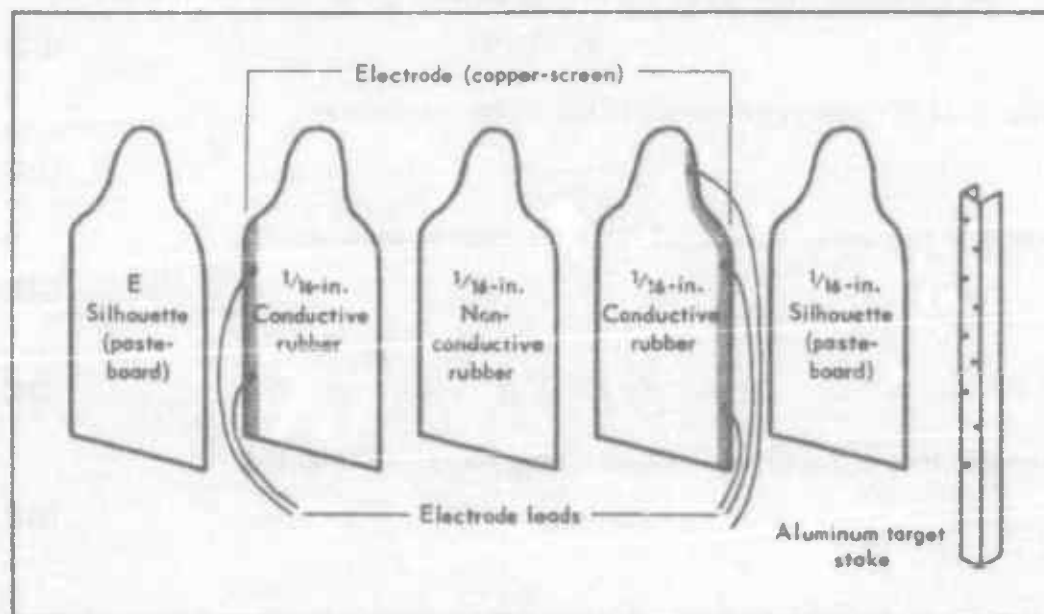 Electrode (copper-screen)
E
Silhouette
(paste-
board)
1/16-in.
Conductive
rubber
1/16-in.
Non-
conductive
rubber
1/16-in.
Conductive
rubber
1/16-in.
Silhouette
(paste-
board)
Electrode leads
Aluminum target
stake